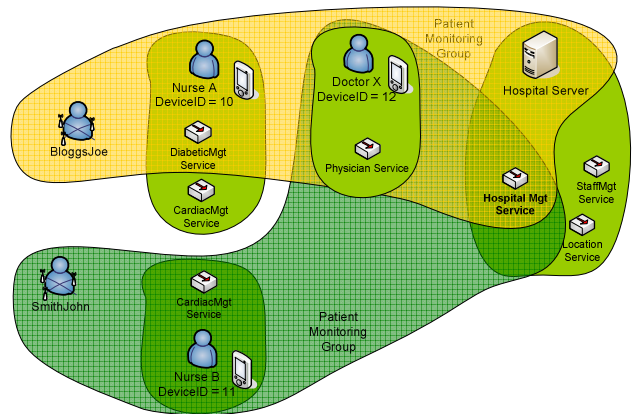 Patient
Monitoring
Group
Nurse A
DeviceID = 10
Doctor X
DeviceID = 12
Hospital Server
BloggsJoe
DiabeticMgt
Service
Physician Service
CardiacMgt
Service
Hospital Mgt
Service
StaffMgt
Service
Location
Service
SmithJohn
CardiacMgt
Service
Patient
Monitoring
Group
Nurse B
DeviceID = 11